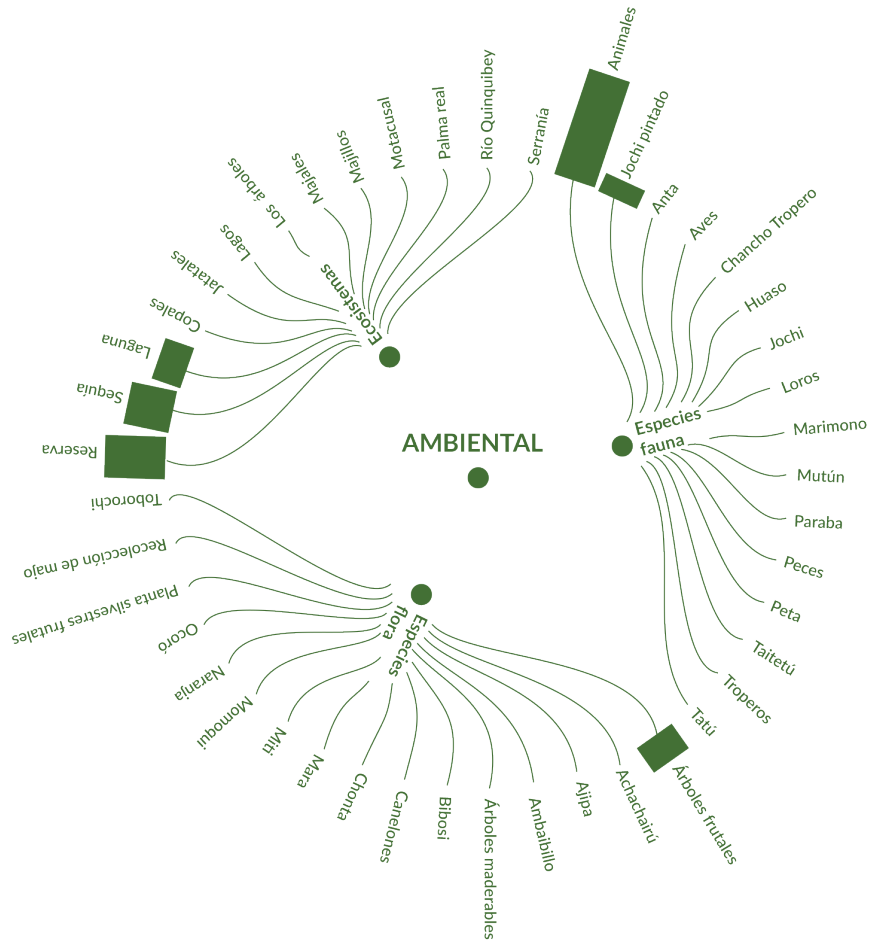 AMBIENTAL
Ecosistemas
Reserva
Sequia
Laguna
Copales
Jatatales
Lagos
Los árboles
Majales
Majillos
Motacusal
Palma real
Río Quinquibey
Serranía
Especies
fauna
Animales
Jochi pintado
Anta
Aves
Chancho Tropero
Huaso
Jochi
Loros
Marimono
Mutún
Paraba
Peces
Peta
Taitetú
Troperos
Tatú
Especies
flora
Árboles frutales
Achachairú
Ajipa
Ambaibillo
Árboles maderables
Bibosi
Canelones
Chonta
Mara
Miti
Momoqui
Naranja
Ocoró
Planta silvestres frutales
Recolección de majo
Toborochi